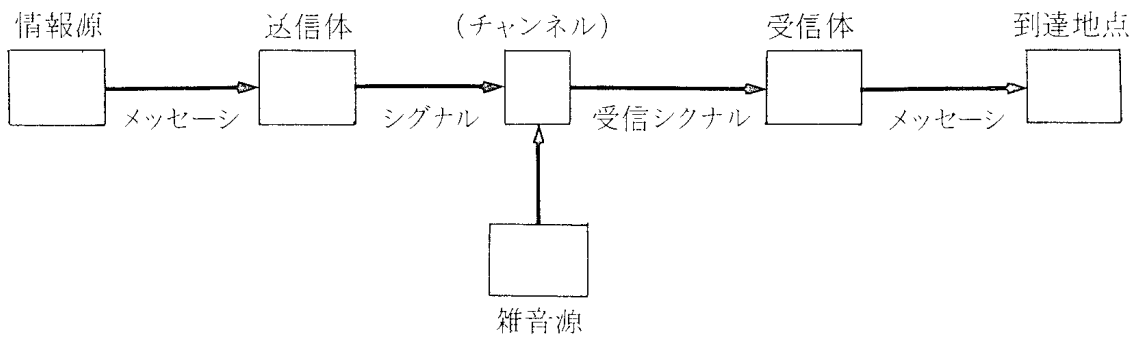 情報源
送信体
(チャンネル)
受信体
到達地点
メッセーシ
シグナル
受信シクナル
メッセーシ
雑音源